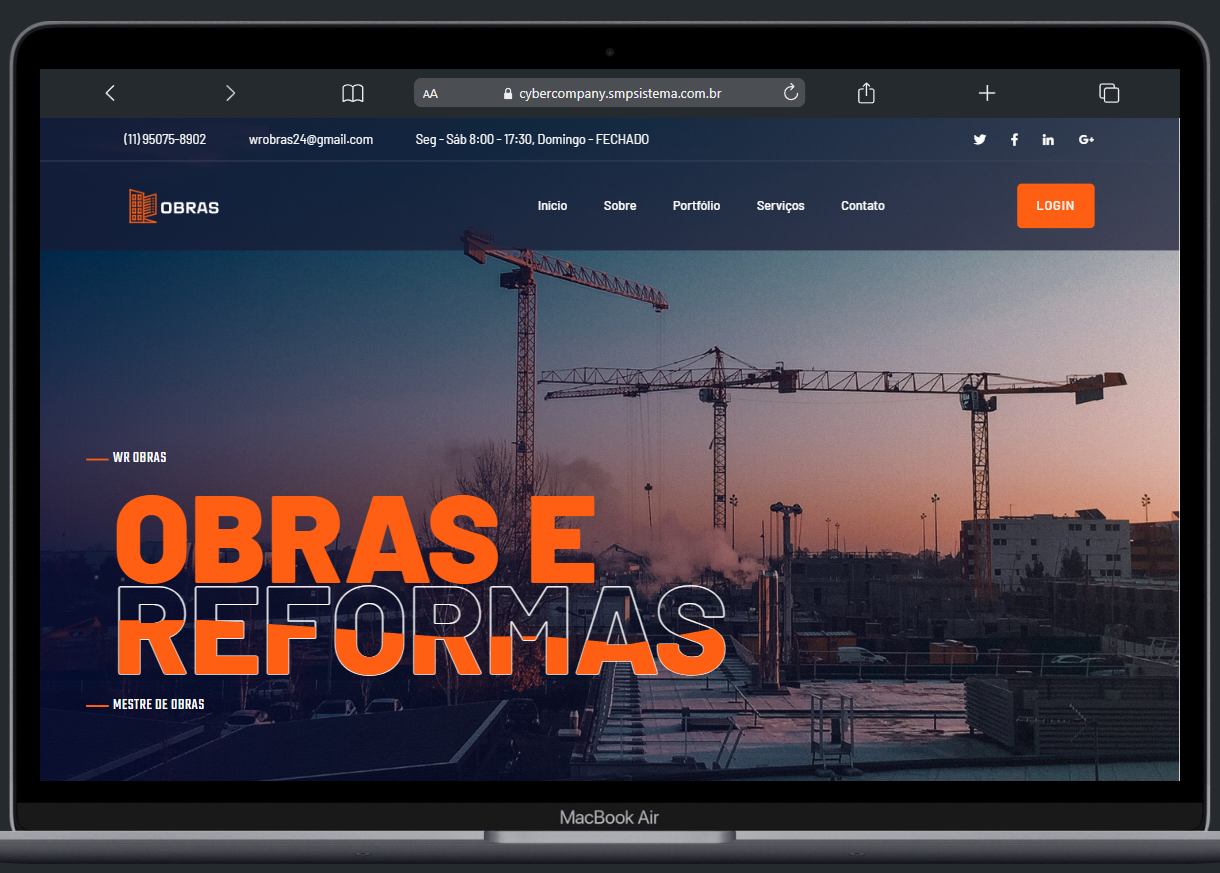 AA cybercompany.smpsistema.com.br
(11) 95075-8902 wrobras24@gmail.com Seg - Sáb 8:00 - 17:30, Domingo - FECHADO
OBRAS Início Sobre Portfólio Serviços Contato LOGIN
WR OBRAS
OBRAS E
REFORMAS
MESTRE DE OBRAS
MacBook Air